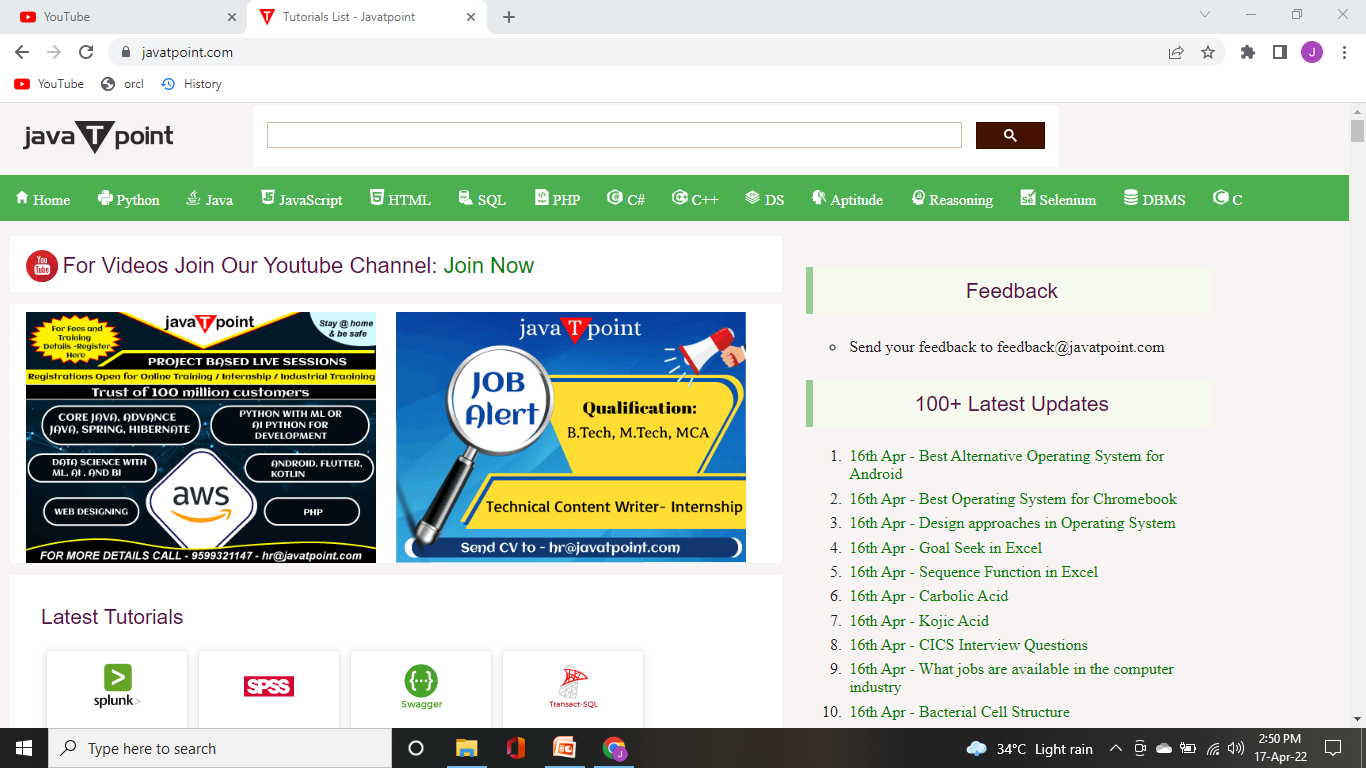 YouTube
Tutorials List - Javatpoint
javatpoint.com
J
YouTube
orcl
History
java T point
Home
Python
Java
JavaScript
HTML
SQL
PHP
C#
C++
DS
Aptitude
Reasoning
Selenium
DBMS
C
You
Tube
For Videos Join Our Youtube Channel: Join Now
For Fees and
Training
Details -Register
Here
java T point
Stay @ home
& be safe
PROJECT BASED LIVE SESSIONS
Registrations Open for Online Training / Internship / Industrial Tranining
Trust of 100 million customers
CORE JAVA, ADVANCE
JAVA, SPRING, HIBERNATE
PYTHON WITH ML OR
AI PYTHON FOR
DEVELOPMENT
DATA SCIENCE WITH
ML, AI , AND BI
ANDROID, FLUTTER,
KOTLIN
aws
WEB DESIGNING
PHP
FOR MORE DETAILS CALL - 9599321147 - hr@javatpoint.com
java T point
JOB
Alert
Qualification:
B.Tech, M.Tech, MCA
Technical Content Writer- Internship
Send CV to - hr@javatpoint.com
Latest Tutorials
splunk>
SPSS
{...}
Swagger
Transact-SQL
Feedback
Send your feedback to feedback@javatpoint.com
100+ Latest Updates
1. 16th Apr - Best Alternative Operating System for
Android
2. 16th Apr - Best Operating System for Chromebook
3. 16th Apr - Design approaches in Operating System
4. 16th Apr - Goal Seek in Excel
5. 16th Apr - Sequence Function in Excel
6. 16th Apr - Carbolic Acid
7. 16th Apr - Kojic Acid
8. 16th Apr - CICS Interview Questions
9. 16th Apr - What jobs are available in the computer
industry
10. 16th Apr - Bacterial Cell Structure
Type here to search
34°C Light rain
2:50 PM
17-Apr-22